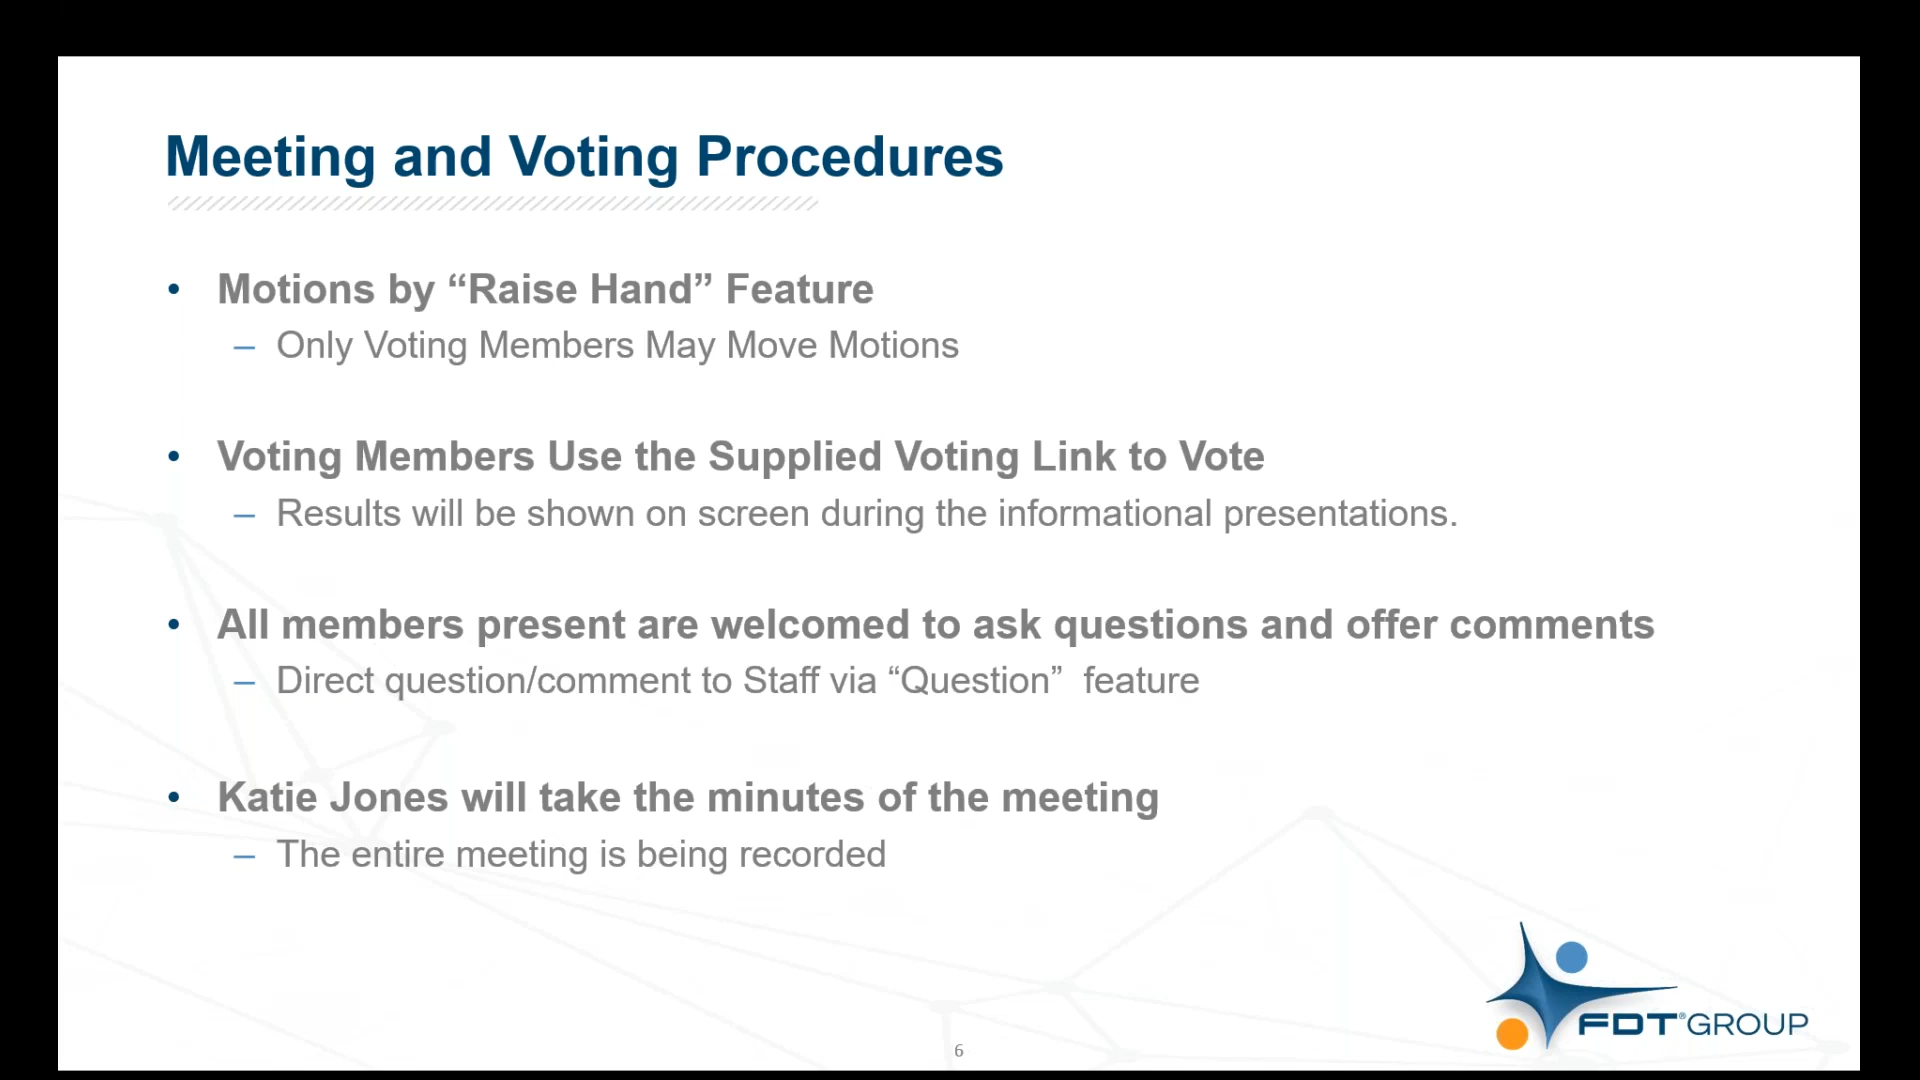 Meeting and Voting Procedures
• Motions by “Raise Hand” Feature
– Only Voting Members May Move Motions
• Voting Members Use the Supplied Voting Link to Vote
– Results will be shown on screen during the informational presentations.
• All members present are welcomed to ask questions and offer comments
– Direct question/comment to Staff via “Question”  feature
• Katie Jones will take the minutes of the meeting
– The entire meeting is being recorded
FDT®GROUP
6